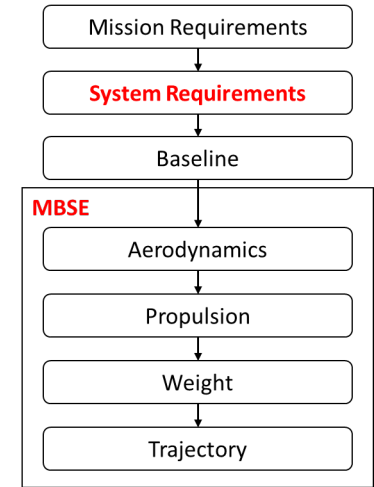 Mission Requirements
System Requirements
Baseline
MBSE
Aerodynamics
Propulsion
Weight
Trajectory